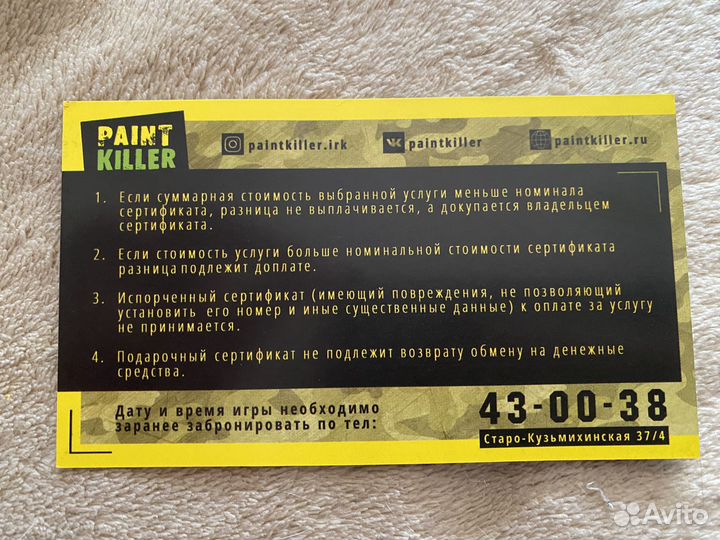 PAINT
KILLER
paintkiller.irk
paintkiller
paintkiller.ru
1. Если суммарная стоимость выбранной услуги меньше номинала
сертификата, разница не выплачивается, а докупается владельцем
сертификата.
2. Если стоимость услуги больше номинальной стоимости сертификата
разница подлежит доплате.
3. Испорченный сертификат (имеющий повреждения, не позволяющий
установить его номер и иные существенные данные) к оплате за услугу
не принимается.
4. Подарочный сертификат не подлежит возврату обмену на денежные
средства.
Дату и время игры необходимо
заранее забронировать по тел:
43-00-38
Старо-Кузьмихинская 37/4
Avito